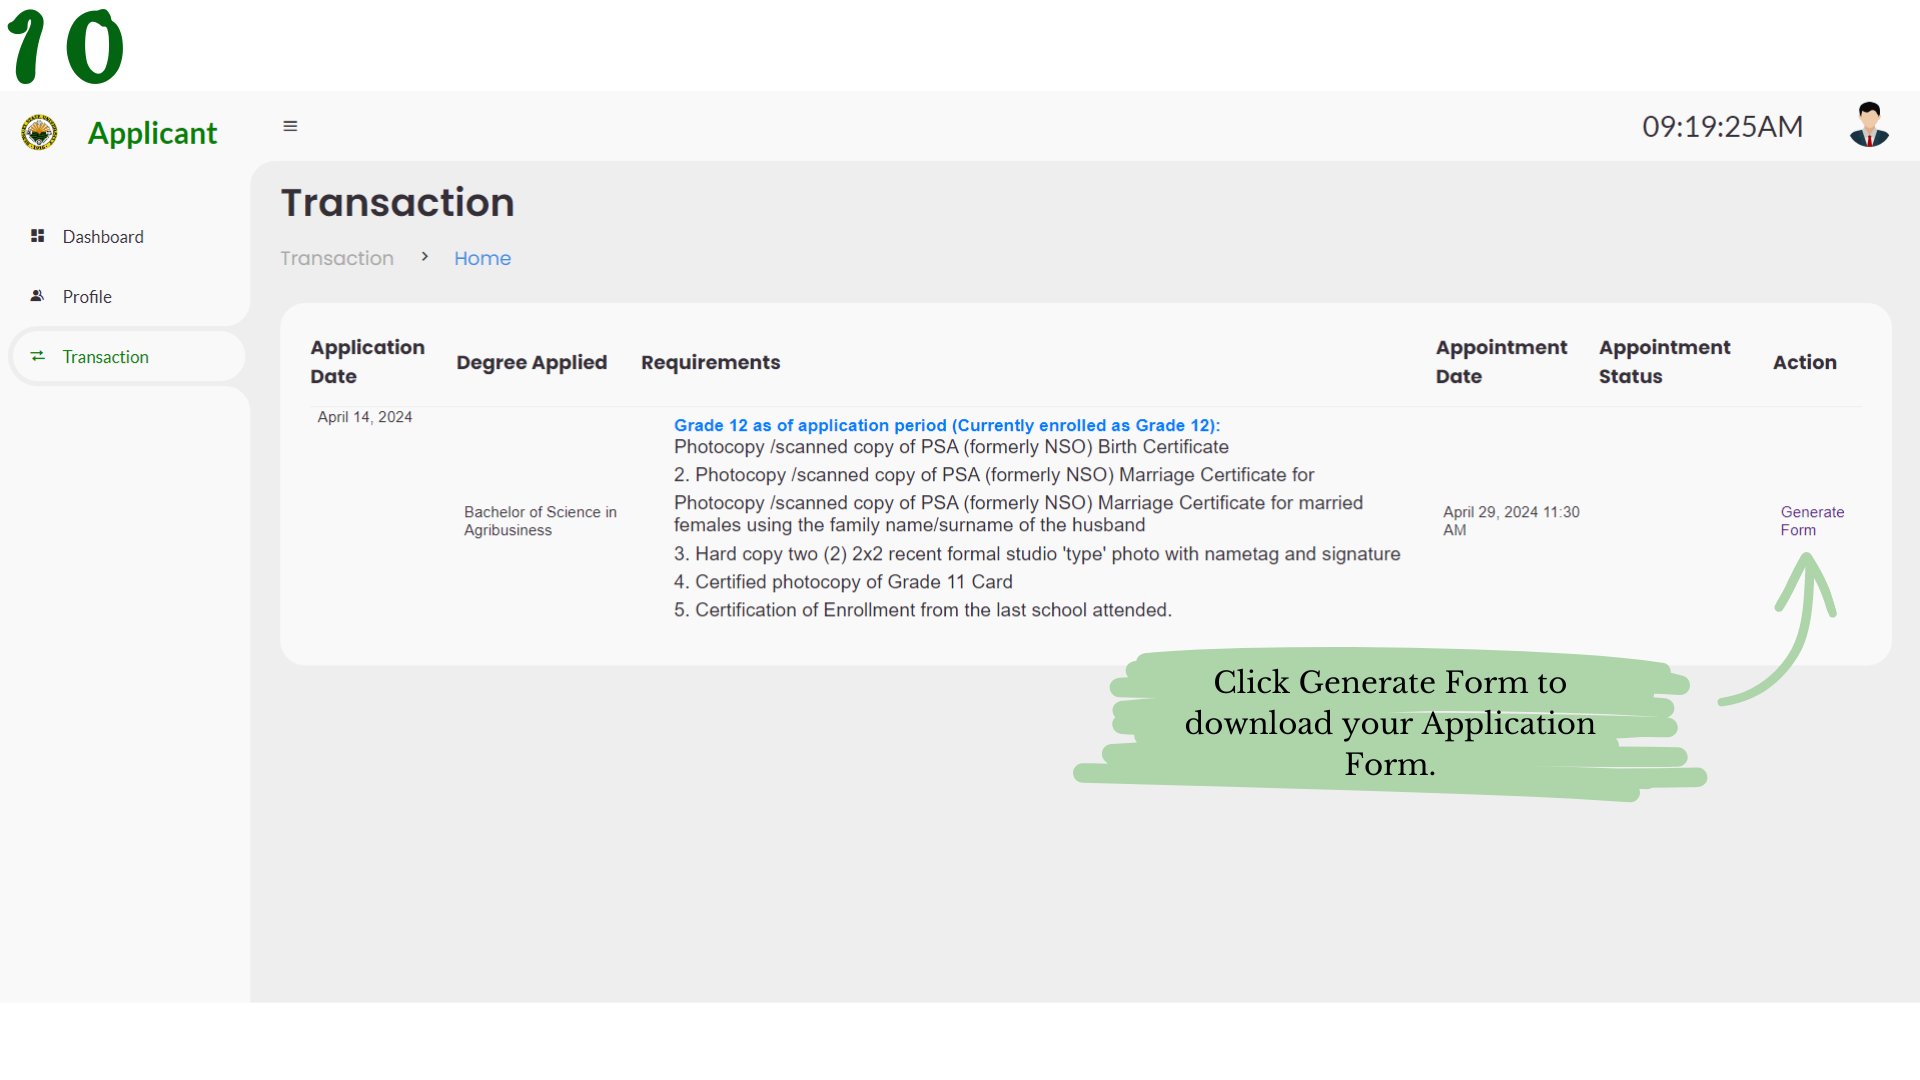 10
Applicant
09:19:25AM
Dashboard
Profile
Transaction
Transaction
Transaction > Home
Application Date
Degree Applied
Requirements
Appointment Date
Appointment Status
Action
April 14, 2024
Bachelor of Science in
Agribusiness
Grade 12 as of application period (Currently enrolled as Grade 12):
Photocopy /scanned copy of PSA (formerly NSO) Birth Certificate
2. Photocopy /scanned copy of PSA (formerly NSO) Marriage Certificate for
Photocopy /scanned copy of PSA (formerly NSO) Marriage Certificate for married
females using the family name/surname of the husband
3. Hard copy two (2) 2x2 recent formal studio 'type' photo with nametag and signature
4. Certified photocopy of Grade 11 Card
5. Certification of Enrollment from the last school attended.
April 29, 2024 11:30
AM
Generate
Form
Click Generate Form to
download your Application
Form.